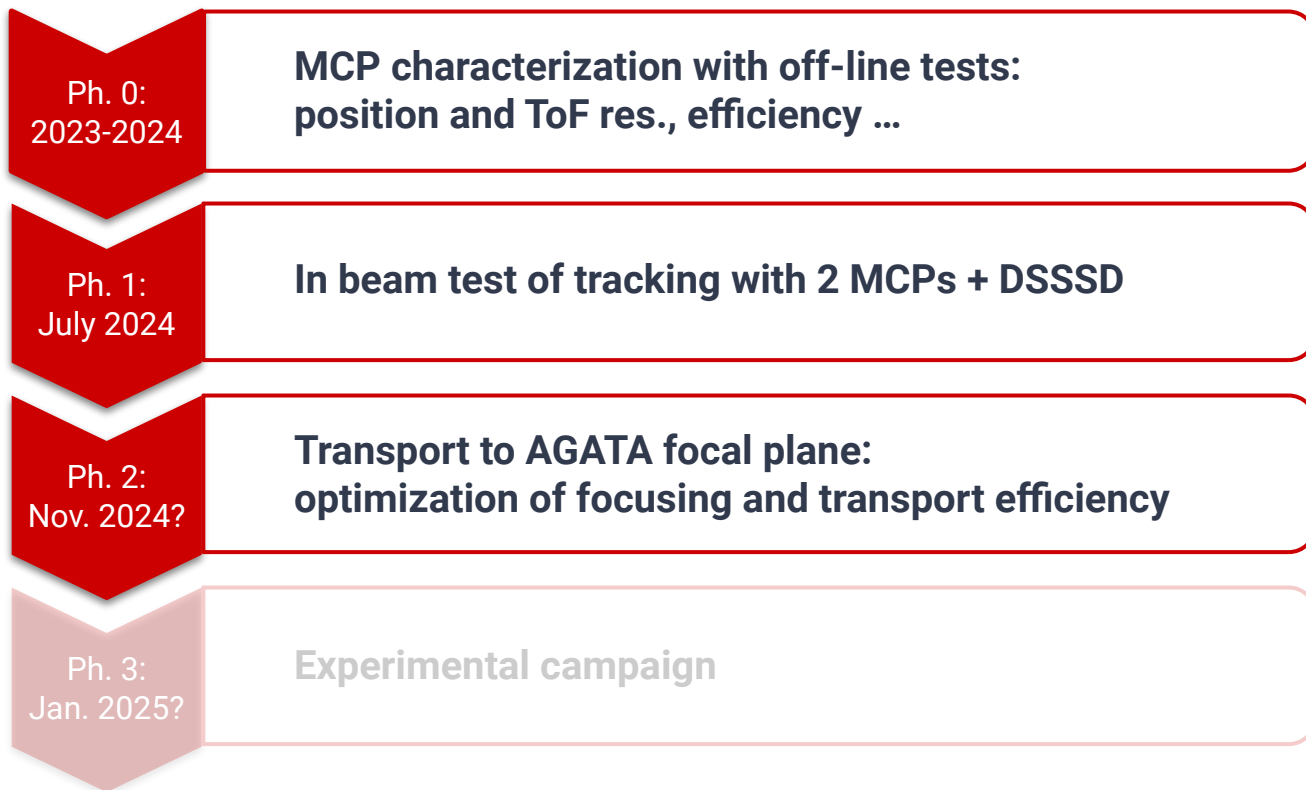 Ph. 0:
2023-2024
MCP characterization with off-line tests:
position and ToF res., efficiency ...
Ph. 1:
July 2024
In beam test of tracking with 2 MCPs + DSSSD
Ph. 2:
Nov. 2024?
Transport to AGATA focal plane:
optimization of focusing and transport efficiency
Ph. 3:
Jan. 2025?
Experimental campaign